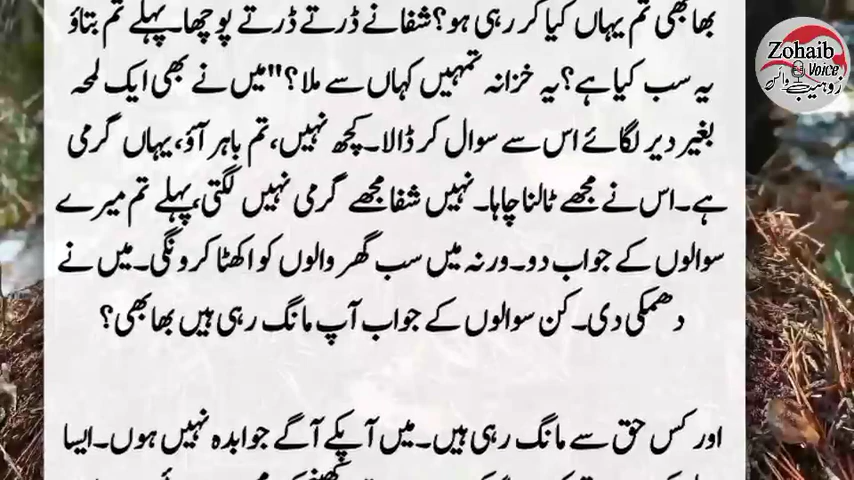 بھابھی تم یہاں کیا کر رہی ہو؟شفا نے ڈرتے ڈرتے پوچھا۔پہلے تم بتاؤ
یہ سب کیا ہے؟یہ خزانہ تمہیں کہاں سے ملا؟"میں نے بھی ایک لمحہ
بغیر دیر لگائے اس سے سوال کر ڈالا۔کچھ نہیں،تم باہر آؤ،یہاں گرمی
ہے۔اس نے مجھے ٹالنا چاہا۔نہیں شفا مجھے گرمی نہیں لگتی،پہلے تم میرے
سوالوں کے جواب دو۔ورنہ میں سب گھر والوں کو اکھٹا کرونگی۔میں نے
دھمکی دی۔کن سوالوں کے جواب آپ مانگ رہی ہیں بھابھی؟
اور کس حق سے مانگ رہی ہیں۔میں آپکے آگے جوابدہ نہیں ہوں۔ایسا
Zohaib
Voice
زوہیب وائس